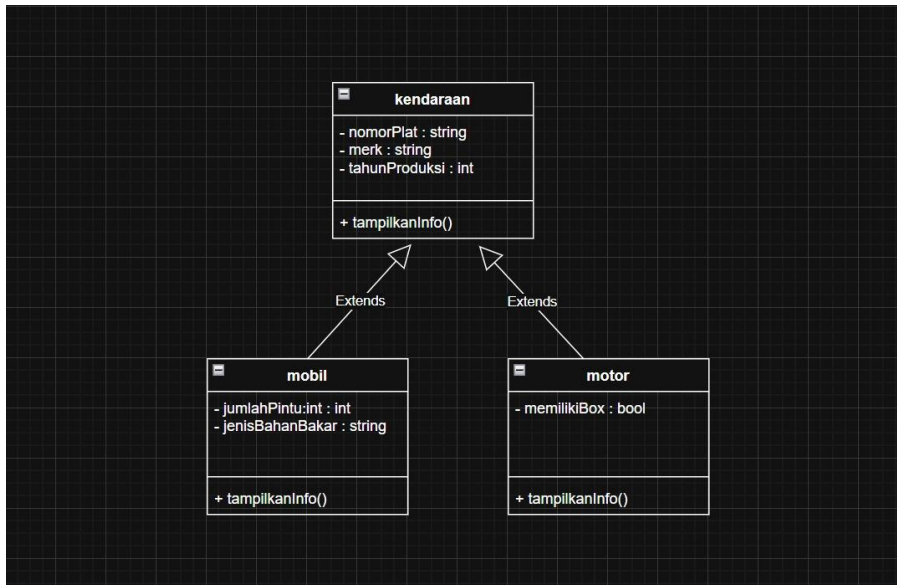 kendaraan
- nomorPlat : string
- merk : string
- tahunProduksi : int
+ tampilkanInfo()
Extends
Extends
mobil
- jumlahPintu:int : int
- jenisBahanBakar : string
+ tampilkanInfo()
motor
- memilikiBox : bool
+ tampilkanInfo()